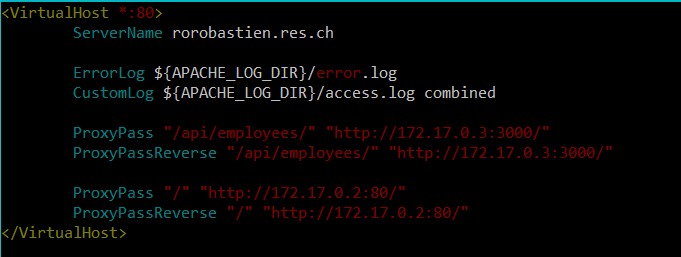 <VirtualHost *:80>
ServerName rorobastien.res.ch
ErrorLog ${APACHE_LOG_DIR}/error.log
CustomLog ${APACHE_LOG_DIR}/access.log combined
ProxyPass "/api/employees/" "http://172.17.0.3:3000/"
ProxyPassReverse "/api/employees/" "http://172.17.0.3:3000/"
ProxyPass "/" "http://172.17.0.2:80/"
ProxyPassReverse "/" "http://172.17.0.2:80/"
</VirtualHost>